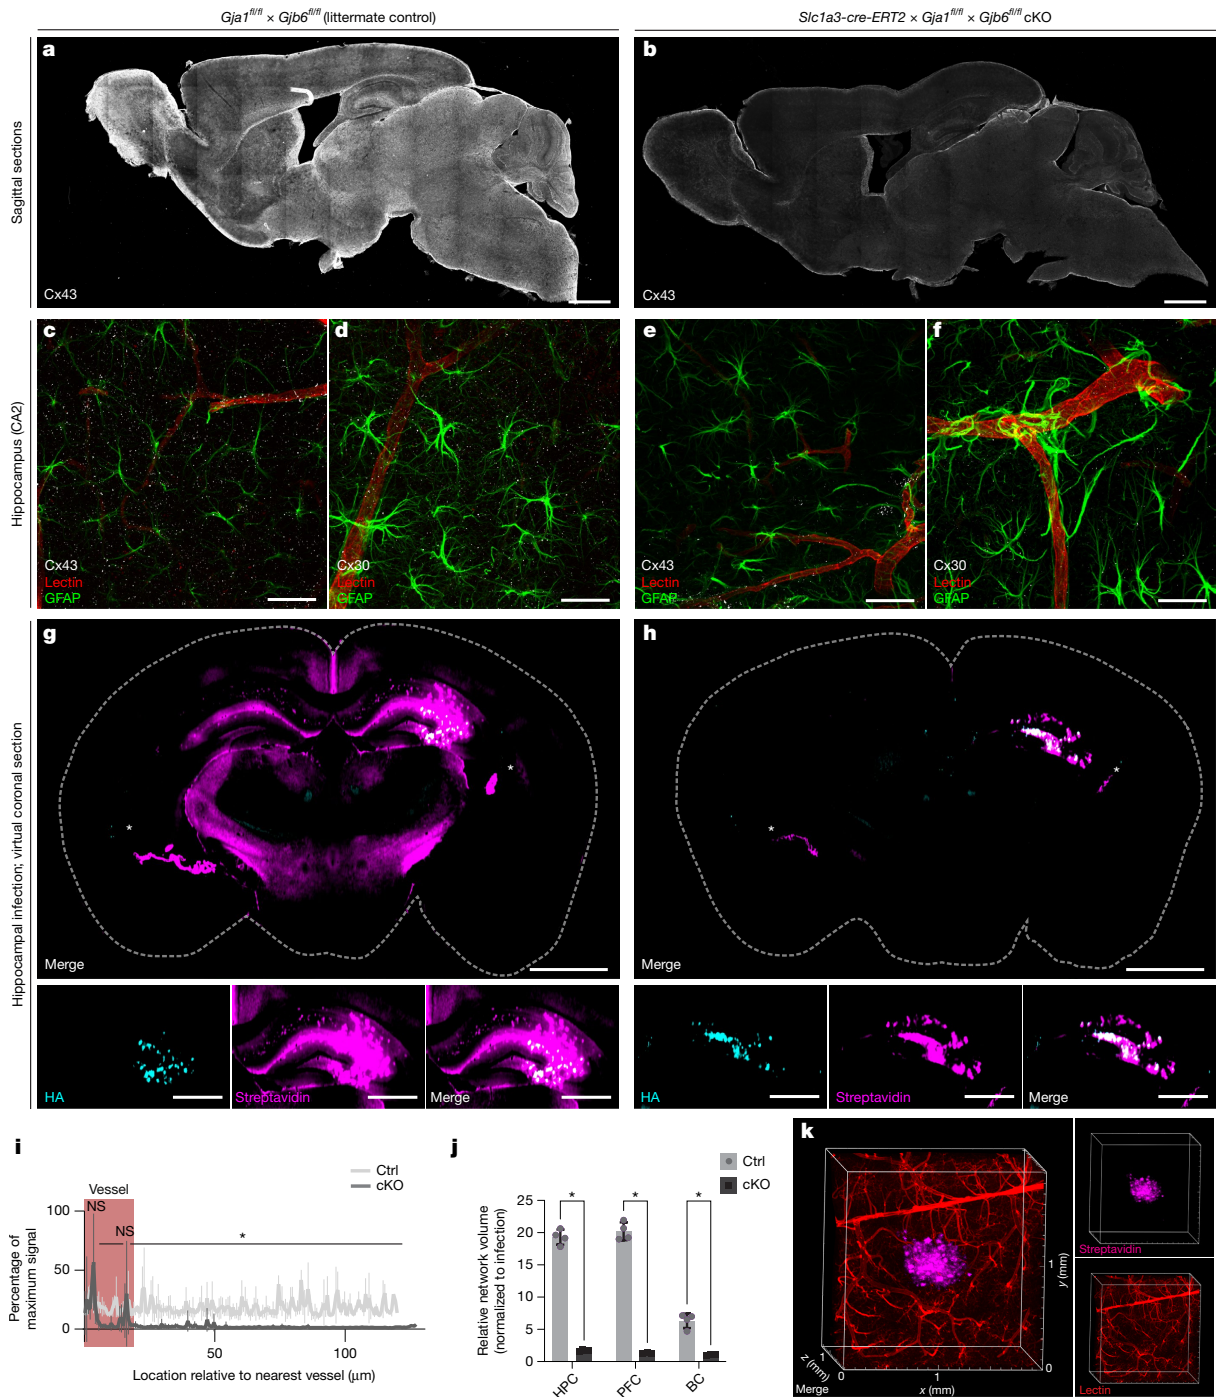 Gja1fl/fl × Gjb6fl/fl (littermate control)
Slc1a3-cre-ERT2 × Gja1fl/fl × Gjb6fl/fl cKO
Sagittal sections
a
Cx43
b
Cx43
Hippocampus (CA2)
c
Cx43
Lectin
GFAP
d
Cx30
Lectin
GFAP
e
Cx43
Lectin
GFAP
f
Cx30
Lectin
GFAP
Hippocampal infection; virtual coronal section
g
*
*
Merge
h
*
*
Merge
HA
Streptavidin
Merge
HA
Streptavidin
Merge
i
Ctrl
cKO
Vessel
NS
NS
*
Percentage of
maximum signal
100
50
0
50
100
Location relative to nearest vessel (μm)
j
Ctrl
cKO
* * *
Relative network volume
(normalized to infection)
25
20
15
10
5
0
HPC
PFC
BC
k
Streptavidin
Lectin
Merge
z (mm)
1
0
1
x (mm)
0
1
y (mm)